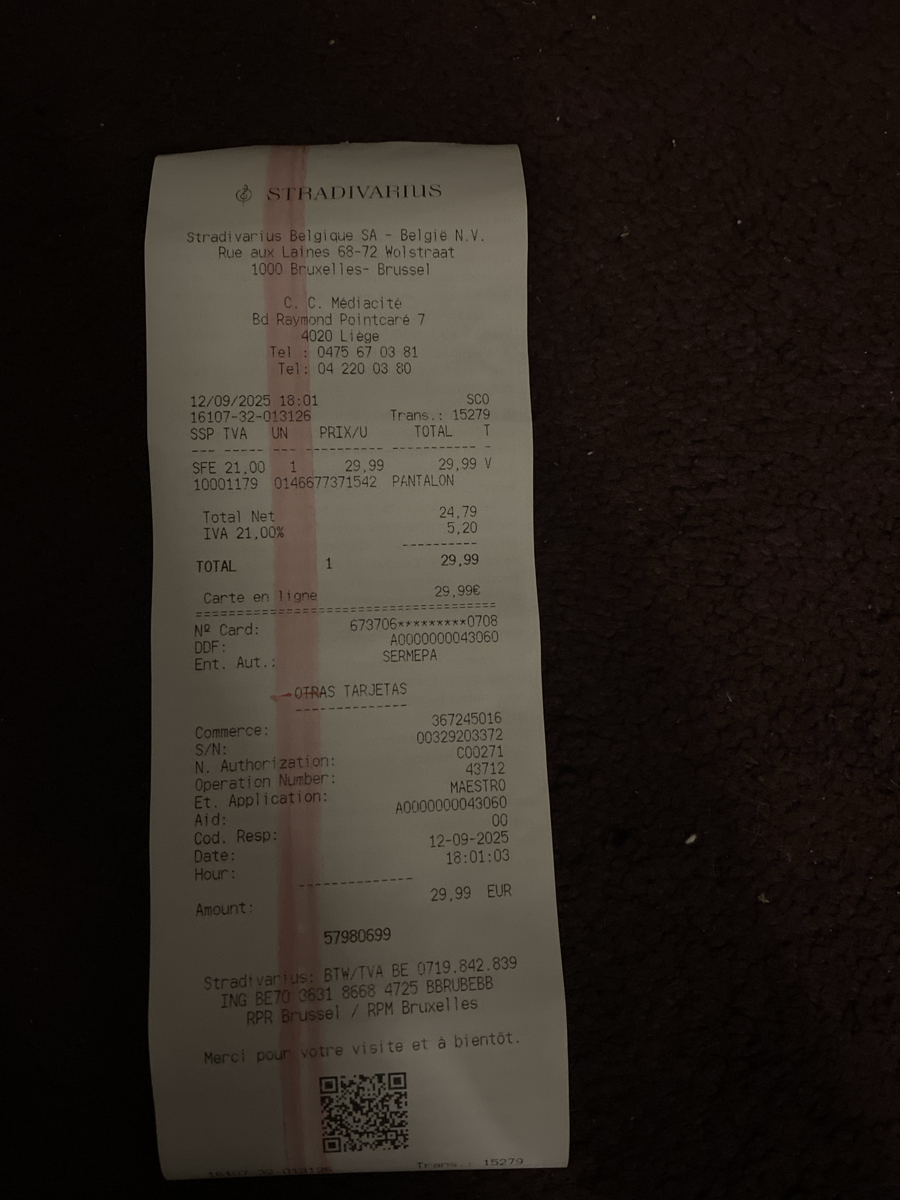 STRADIVARIUS
Stradivarius Belgique SA - België N.V.
Rue aux Laines 68-72 Wolstraat
1000 Bruxelles- Brussel
C. C. Médiacité
Bd Raymond Pointcaré 7
4020 Liège
Tel : 0475 67 03 81
Tel: 04 220 03 80
12/09/2025 18:01 SCO
16107-32-013126 Trans.: 15279
SSP TVA UN PRIX/U TOTAL T
--- ----- --- ---------- ----------- -
SFE 21,00 1 29,99 29,99 V
10001179 0146677371542 PANTALON
Total Net 24,79
IVA 21,00% 5,20
---------
TOTAL 1 29,99
Carte en ligne 29,99€
========================================
Nº Card: 673706*********0708
DDF: A0000000043060
Ent. Aut.: SERMEPA
OTRAS TARJETAS
--------------
Commerce: 367245016
S/N: 00329203372
N. Authorization: C00271
Operation Number: 43712
Et. Application: MAESTRO
Aid: A0000000043060
Cod. Resp: 00
Date: 12-09-2025
Hour: 18:01:03
--------------
Amount: 29,99 EUR
57980699
Stradivarius: BTW/TVA BE 0719.842.839
ING BE70 3631 8668 4725 BBRUBEBB
RPR Brussel / RPM Bruxelles
Merci pour votre visite et à bientôt.
16107-32-013126 Trans.: 15279